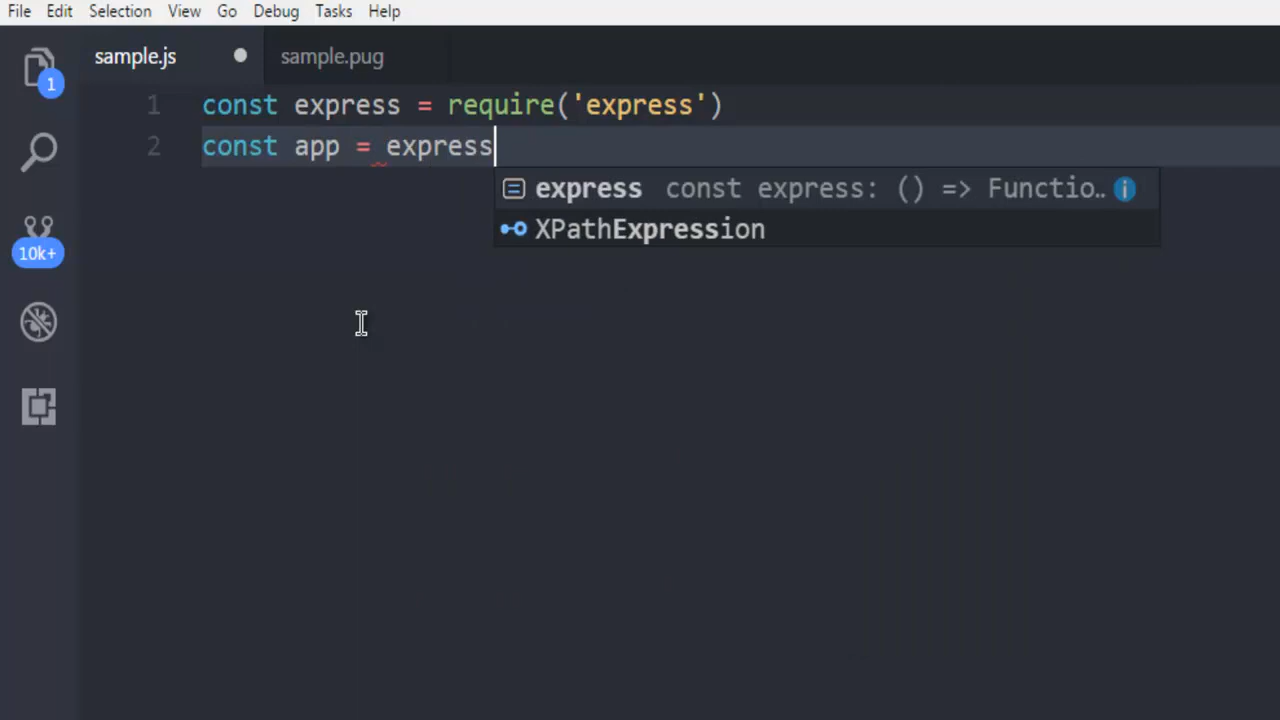 File Edit Selection View Go Debug Tasks Help
sample.js sample.pug
1
1 const express = require('express')
2 const app = express
express const express: () => Functio..
XPathExpression
10k+